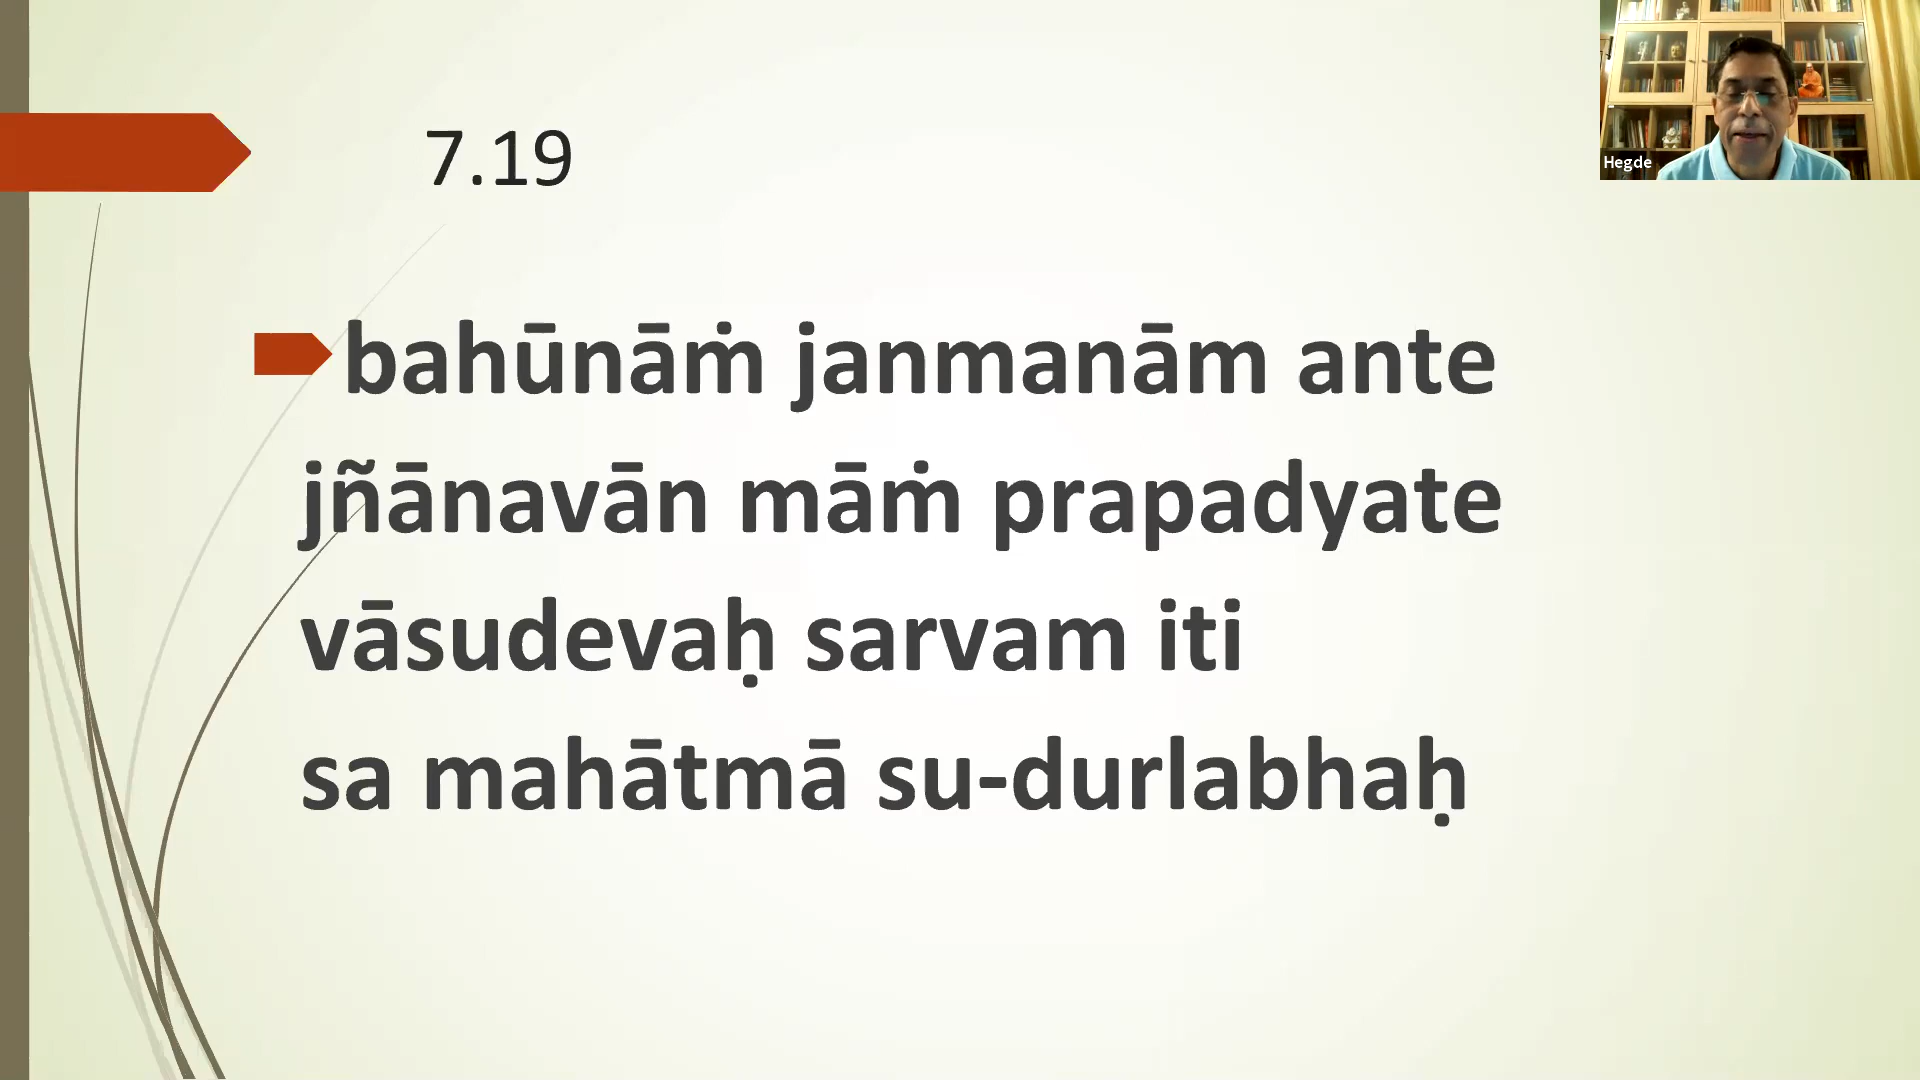 7.19
Hegde
bahūnāṁ janmanām ante
jñānavān māṁ prapadyate
vāsudevaḥ sarvam iti
sa mahātmā su-durlabhaḥ